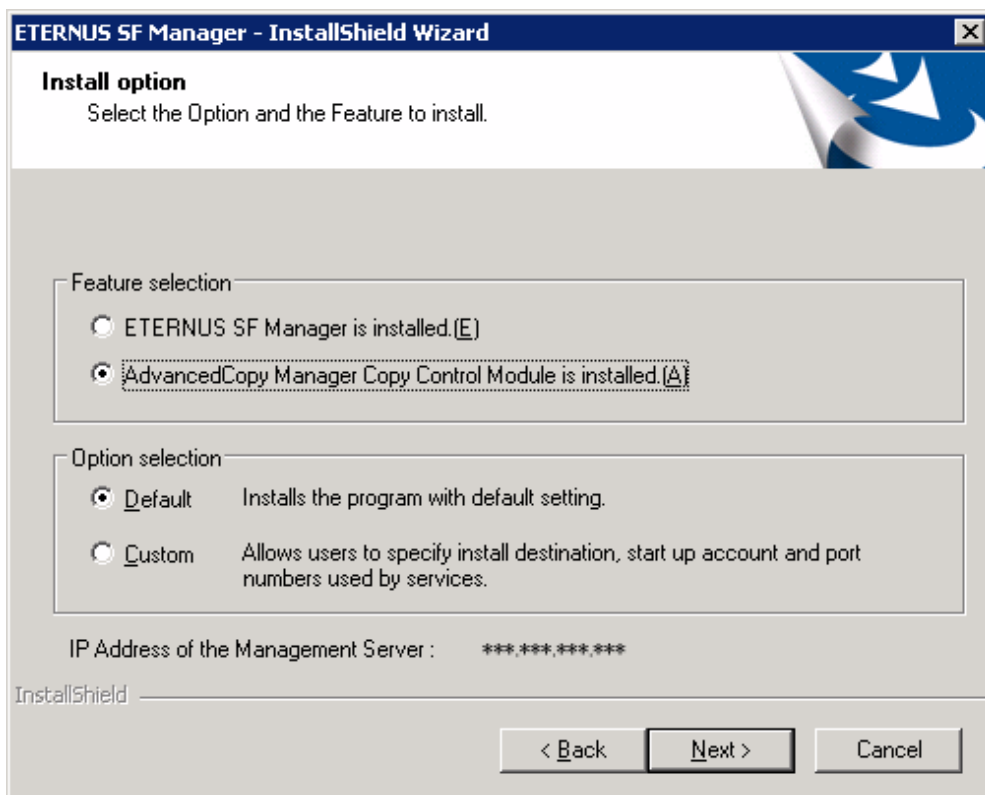 ETERNUS SF Manager - InstallShield Wizard
Install option
Select the Option and the Feature to install.
Feature selection
ETERNUS SF Manager is installed.(E)
AdvancedCopy Manager Copy Control Module is installed.(A)
Option selection
Default Installs the program with default setting.
Custom Allows users to specify install destination, start up account and port
numbers used by services.
IP Address of the Management Server : ***.***.***.***
InstallShield
< Back Next > Cancel